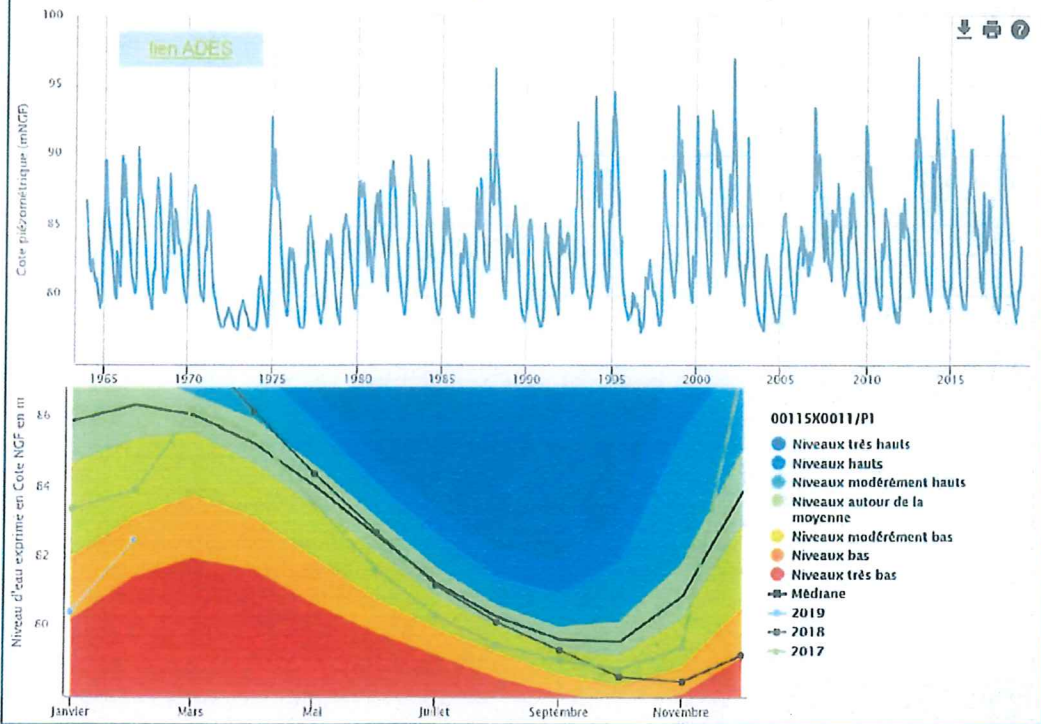 100
95
90
85
80
Cote piézométrique (mNGF)
lien ADES
?
1965 1970 1975 1980 1985 1990 1995 2000 2005 2010 2015
Niveau d'eau exprimé en Cote NGF en m
86
84
82
80
Janvier Mars Mai Juillet Septembre Novembre
00115X0011/P1
Niveaux très hauts
Niveaux hauts
Niveaux modérément hauts
Niveaux autour de la
moyenne
Niveaux modérément bas
Niveaux bas
Niveaux très bas
Médiane
2019
2018
2017